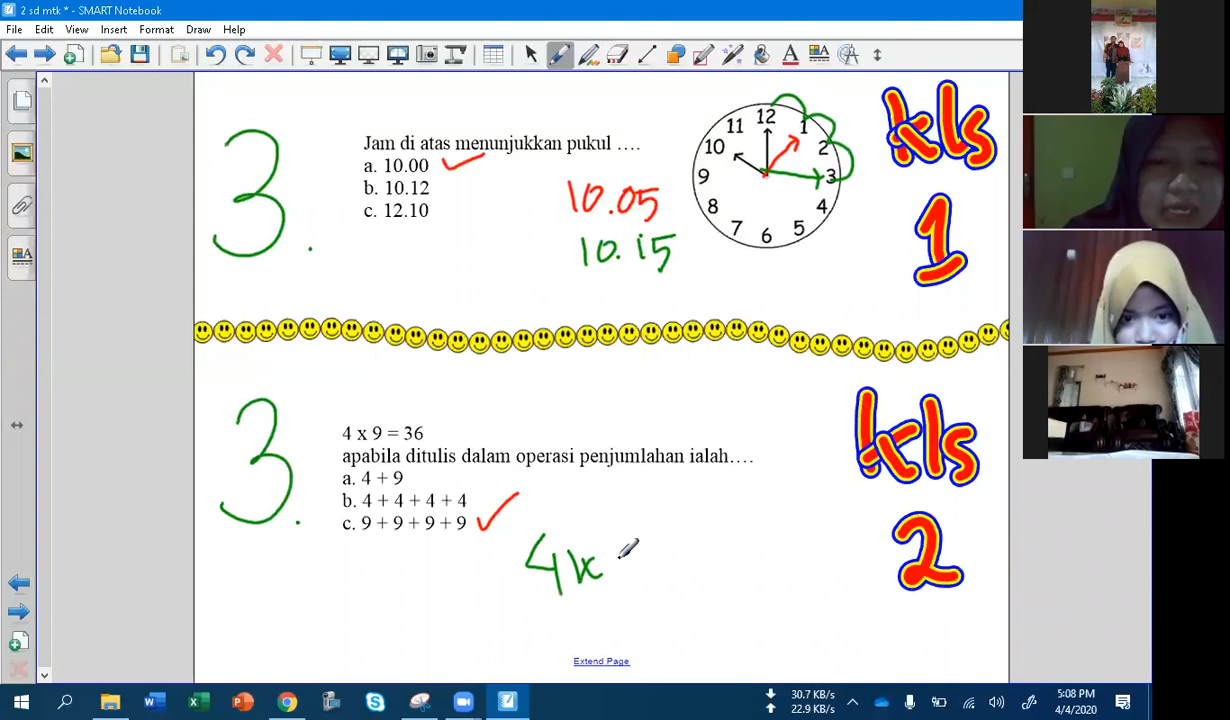 2 sd mtk * - SMART Notebook
File Edit View Insert Format Draw Help
3.
Jam di atas menunjukkan pukul ....
a. 10.00
b. 10.12
c. 12.10
10.05
10.15
12
1
2
3
4
5
6
7
8
9
10
11
kls
1
3.
4 x 9 = 36
apabila ditulis dalam operasi penjumlahan ialah....
a. 4 + 9
b. 4 + 4 + 4 + 4
c. 9 + 9 + 9 + 9
4x
kls
2
Extend Page
30.7 KB/s
22.9 KB/s
5:08 PM
4/4/2020